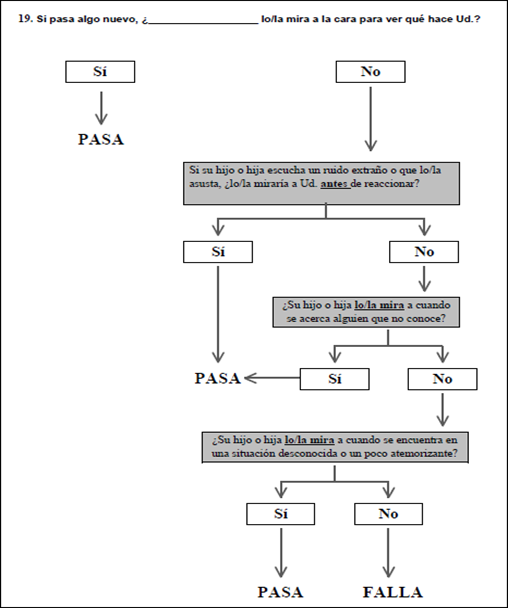 19. Si pasa algo nuevo, ¿____________________ lo/la mira a la cara para ver qué hace Ud.?
Sí
No
PASA
Si su hijo o hija escucha un ruido extraño o que lo/la
asusta, ¿lo/la miraría a Ud. antes de reaccionar?
Sí
No
¿Su hijo o hija lo/la mira a cuando
se acerca alguien que no conoce?
PASA
Sí
No
¿Su hijo o hija lo/la mira a cuando se encuentra en
una situación desconocida o un poco atemorizante?
Sí
No
PASA
FALLA